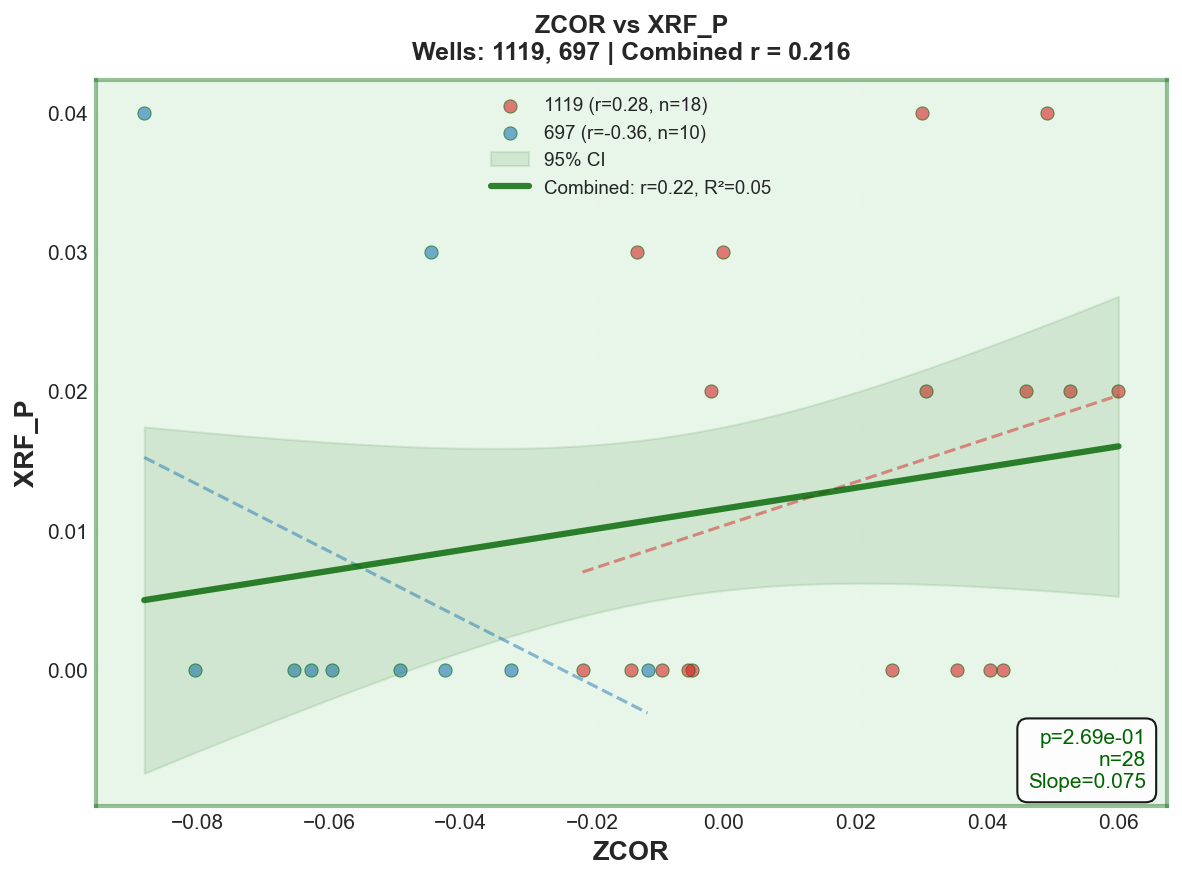 ZCOR vs XRF_P
Wells: 1119, 697 | Combined r = 0.216
1119 (r=0.28, n=18)
697 (r=-0.36, n=10)
95% CI
Combined: r=0.22, R²=0.05
0.04
0.03
0.02
0.01
0.00
XRF_P
p=2.69e-01
n=28
Slope=0.075
−0.08
−0.06
−0.04
−0.02
0.00
0.02
0.04
0.06
ZCOR